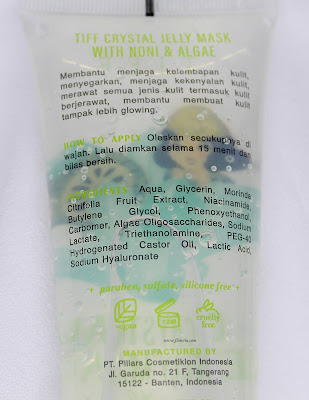 TIFF CRYSTAL JELLY MASK
WITH NONI & ALGAE
Membantu menjaga kelembapan kulit,
menyegarkan, menjaga kekenyalan kulit,
merawat semua jenis kulit termasuk kulit
berjerawat, membantu membuat kulit
tampak lebih glowing.
HOW TO APPLY Oleskan secukupnya di
wajah. Lalu diamkan selama 15 menit dan
bilas bersih.
INGREDIENTS Aqua, Glycerin, Morinda
Citrifolia Fruit Extract, Niacinamide,
Butylene Glycol, Phenoxyethanol,
Carbomer, Algae Oligosaccharides, Sodium
Lactate, Triethanolamine, PEG-40
Hydrogenated Castor Oil, Lactic Acid,
Sodium Hyaluronate
+ paraben, sulfate, silicone free +
vegan
12M
cruelty
free
MANUFACTURED BY
PT. Pillars Cosmetiklon Indonesia
Jl. Garuda no. 21 F, Tangerang
15122 - Banten, Indonesia